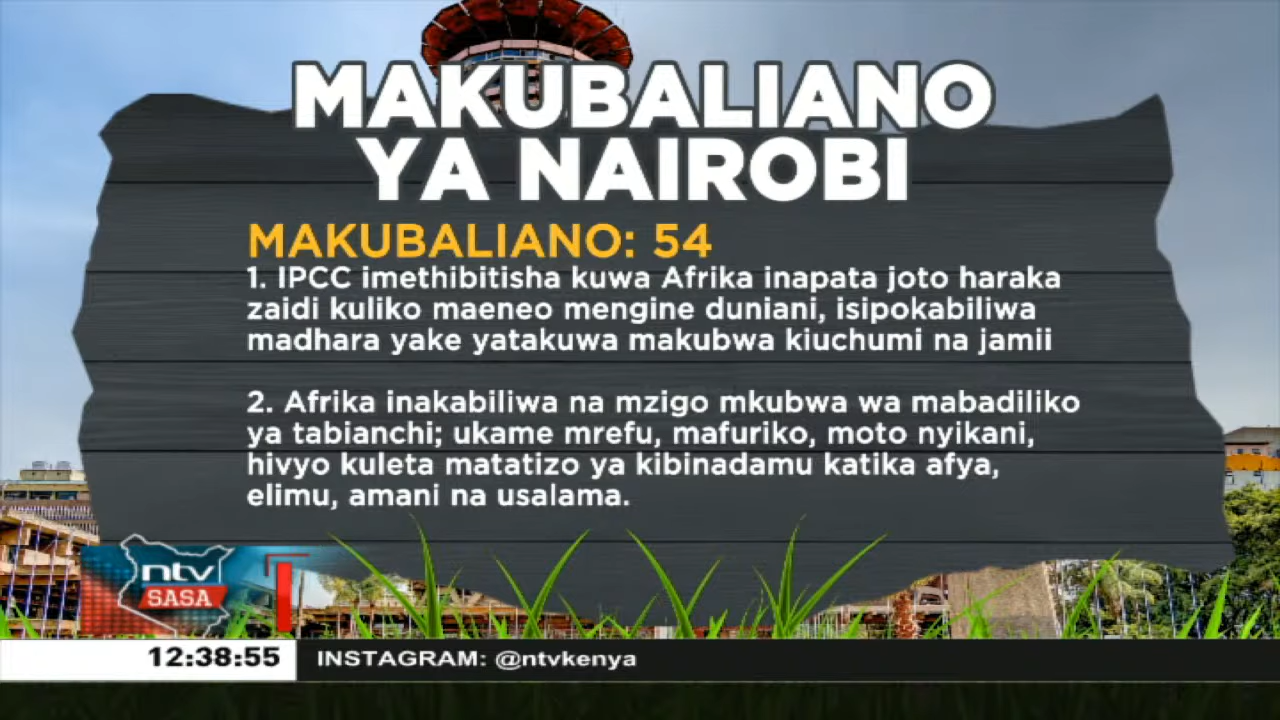 MAKUBALIANO
YA NAIROBI
MAKUBALIANO: 54
1. IPCC imethibitisha kuwa Afrika inapata joto haraka
zaidi kuliko maeneo mengine duniani, isipokabiliwa
madhara yake yatakuwa makubwa kiuchumi na jamii
2. Afrika inakabiliwa na mzigo mkubwa wa mabadiliko
ya tabianchi; ukame mrefu, mafuriko, moto nyikani,
hivyo kuleta matatizo ya kibinadamu katika afya,
elimu, amani na usalama.
ntv
SASA
12:38:55 INSTAGRAM: @ntvkenya